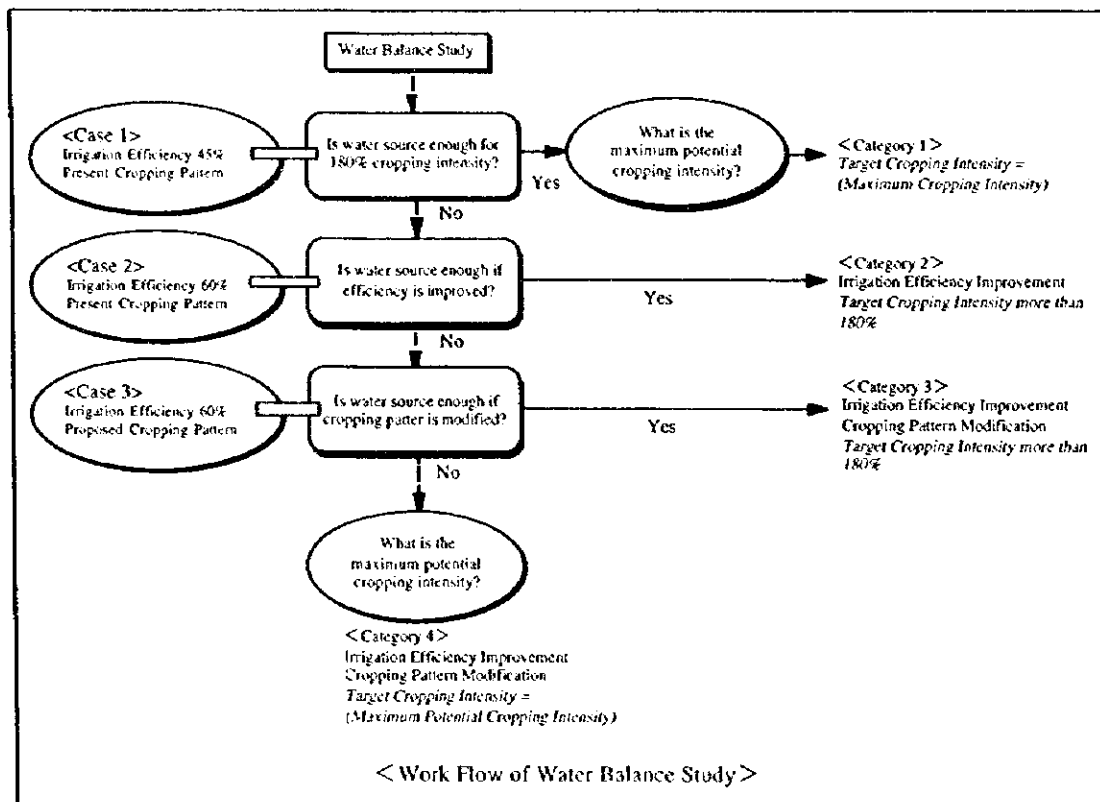 Water Balance Study
<Case 1>
Irrigation Efficiency 45%
Present Cropping Pattern
Is water source enough for
180% cropping intensity?
Yes
What is the
maximum potential
cropping intensity?
<Category 1>
Target Cropping Intensity =
(Maximum Cropping Intensity)
No
<Case 2>
Irrigation Efficiency 60%
Present Cropping Pattern
Is water source enough if
efficiency is improved?
Yes
<Category 2>
Irrigation Efficiency Improvement
Target Cropping Intensity more than
180%
No
<Case 3>
Irrigation Efficiency 60%
Proposed Cropping Pattern
Is water source enough if
cropping patter is modified?
Yes
<Category 3>
Irrigation Efficiency Improvement
Cropping Pattern Modification
Target Cropping Intensity more than
180%
No
What is the
maximum potential
cropping intensity?
<Category 4>
Irrigation Efficiency Improvement
Cropping Pattern Modification
Target Cropping Intensity =
(Maximum Potential Cropping Intensity)
<Work Flow of Water Balance Study>